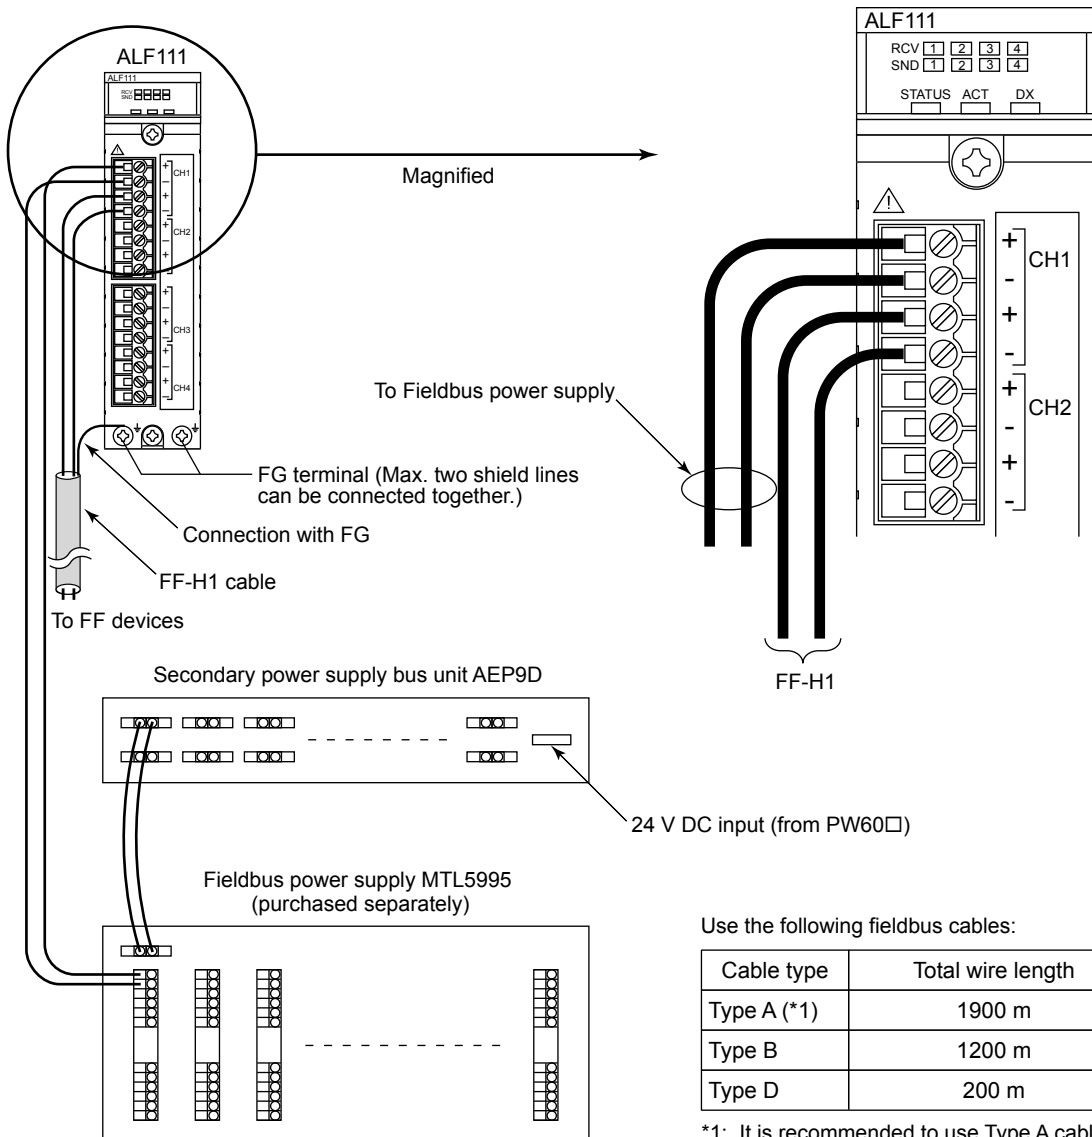 ALF111
ALF111
RCV
SND
+
CH1
–
+
–
+
CH2
–
+
–
+
–
+
CH3
–
+
–
+
CH4
–
Magnified
ALF111
RCV 1 2 3 4
SND 1 2 3 4
STATUS ACT DX
+
CH1
-
+
-
+
CH2
-
+
-
To Fieldbus power supply
FF-H1
FG terminal (Max. two shield lines
can be connected together.)
Connection with FG
FF-H1 cable
To FF devices
Secondary power supply bus unit AEP9D
24 V DC input (from PW60□)
Fieldbus power supply MTL5995
(purchased separately)
Use the following fieldbus cables:
Cable type Total wire length
Type A (*1) 1900 m
Type B 1200 m
Type D 200 m
*1: It is recommended to use Type A